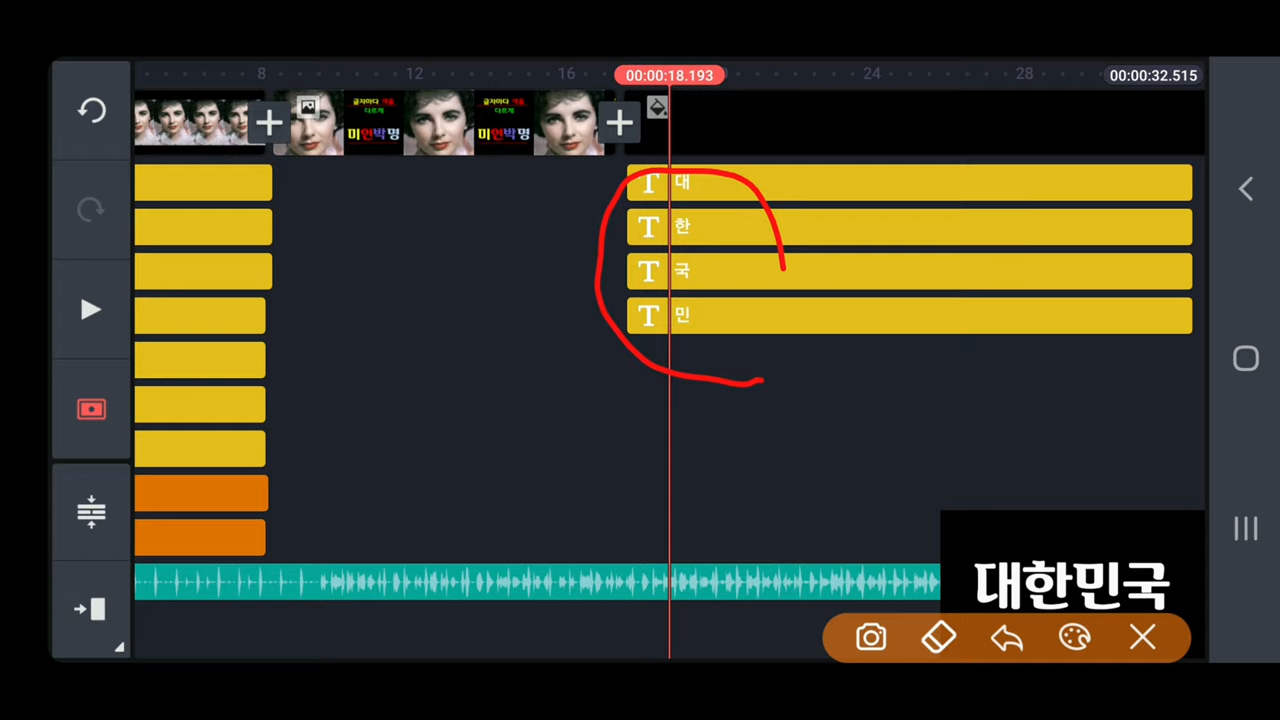 8 12 16 24 28
00:00:18.193
00:00:32.515
글자마다 색을
다르게
미인박명
글자마다 색을
다르게
미인박명
T 대
T 한
T 국
T 민
대한민국